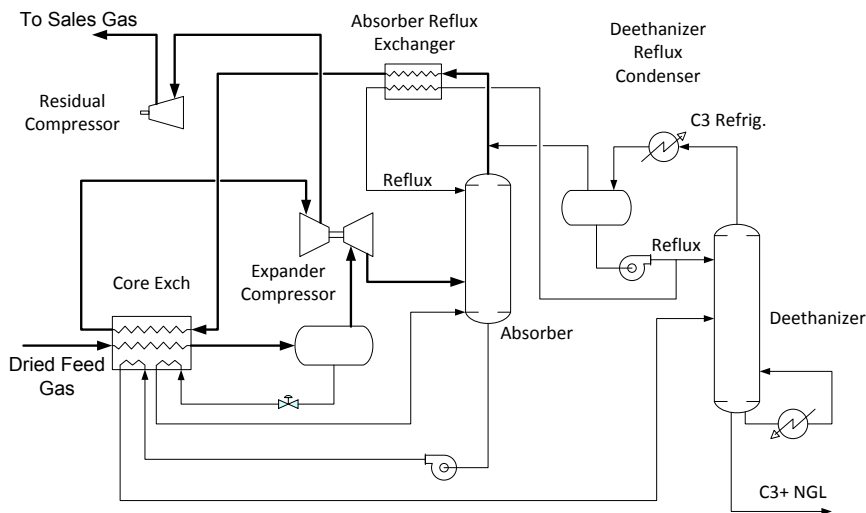 To Sales Gas
Absorber Reflux
Exchanger
Deethanizer
Reflux
Condenser
Residual
Compressor
C3 Refrig.
Reflux
Reflux
Core Exch
Expander
Compressor
Absorber
Deethanizer
Dried Feed
Gas
C3+ NGL